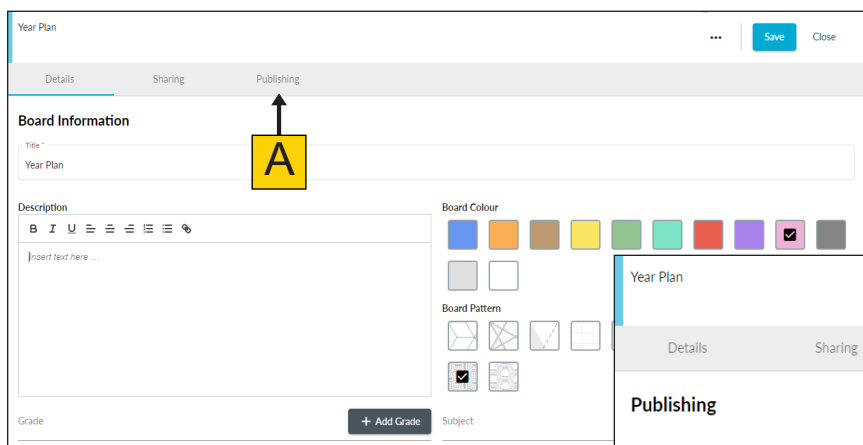 Year Plan
••• Save Close
Details Sharing Publishing
Board Information
Title *
Year Plan
A
Description
B I U
Insert text here ...
Board Colour
Board Pattern
Grade + Add Grade Subject
Year Plan
Details Sharing
Publishing